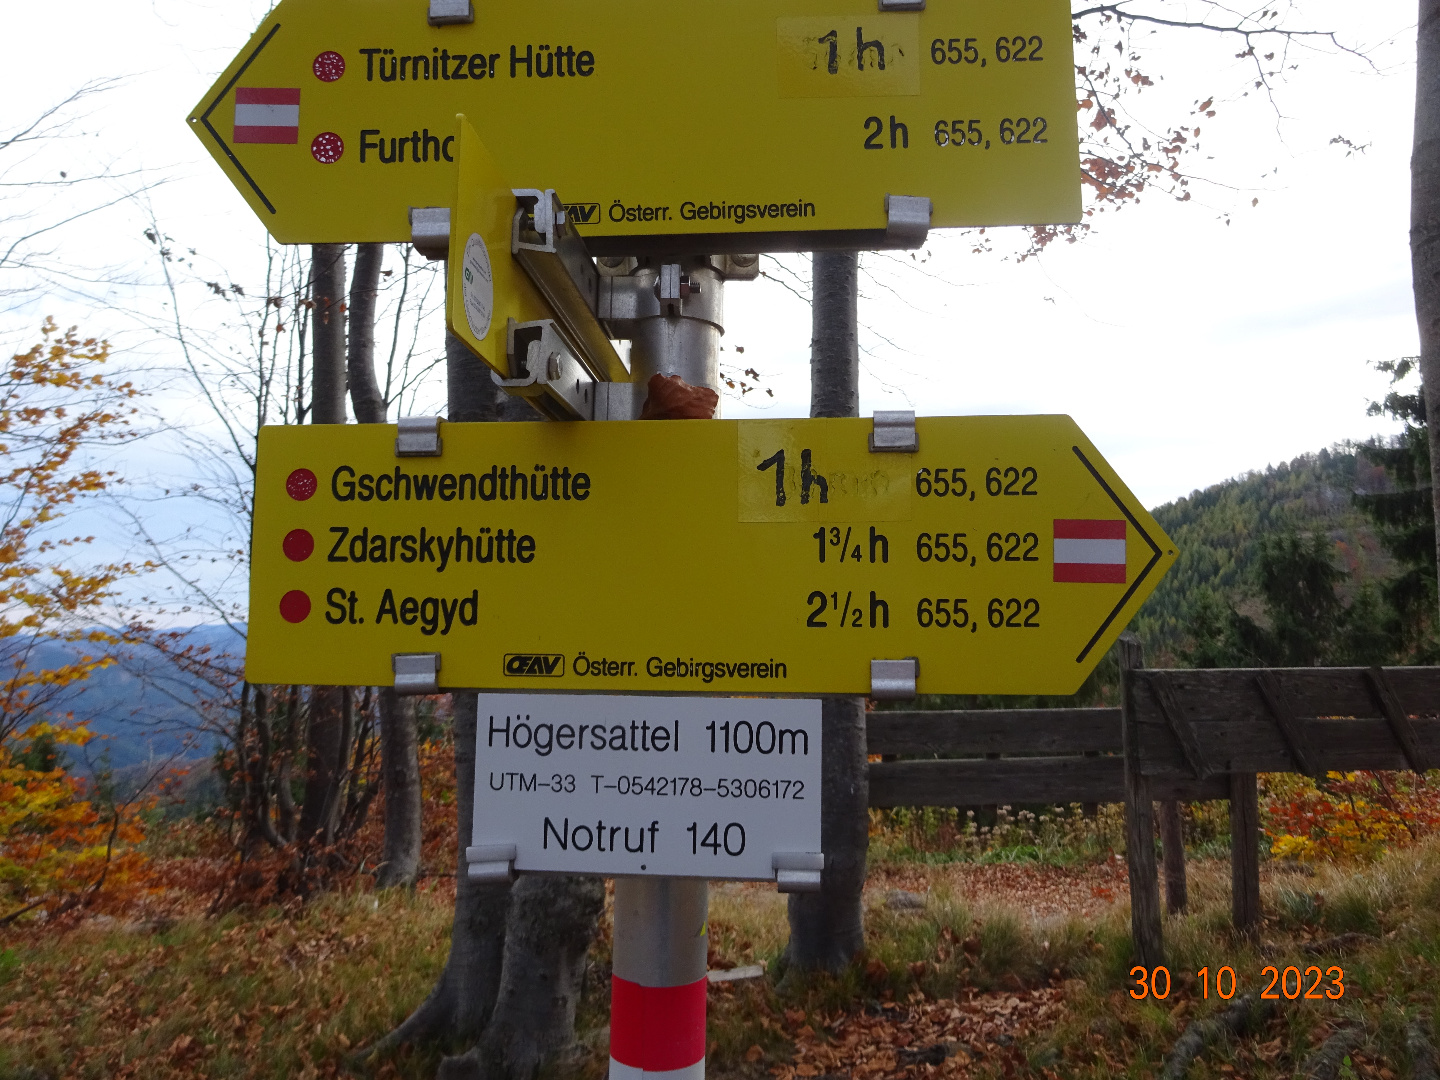 Türnitzer Hütte 1h 655, 622
2h 655, 622
Österr. Gebirgsverein
Gschwendthütte 1h 655, 622
Zdarskyhütte 1³/₄h 655, 622
St. Aegyd 2¹/₂h 655, 622
OEAV Österr. Gebirgsverein
Högersattel 1100m
UTM-33 T-0542178-5306172
Notruf 140
30 10 2023